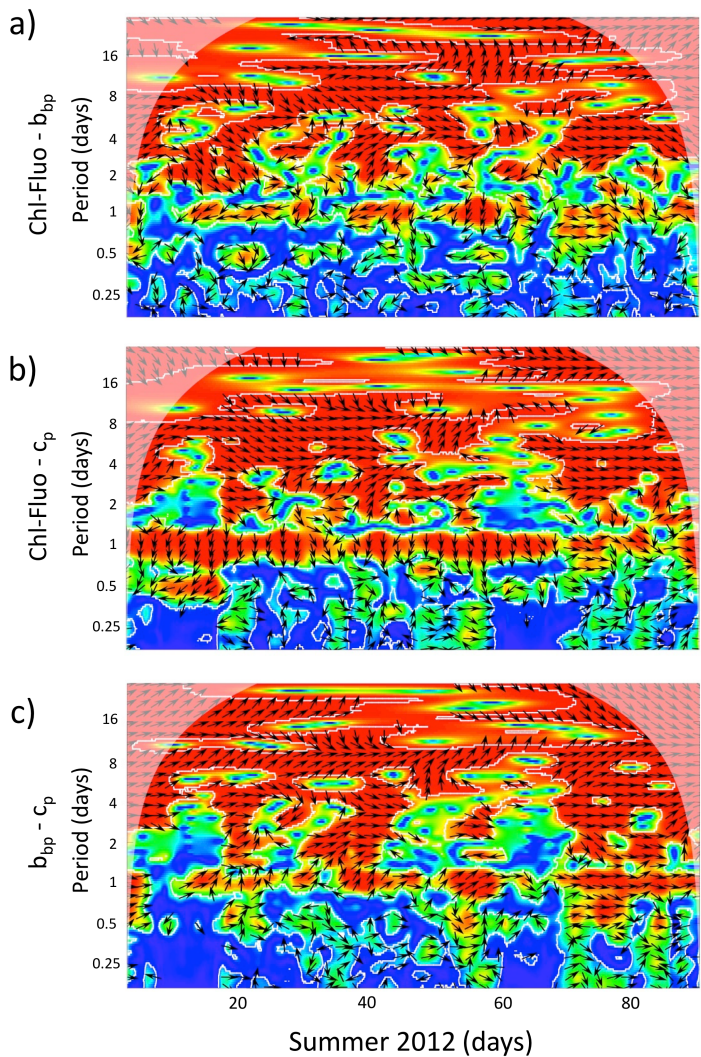 a)
Chl-Fluo - bbp
Period (days)
16
8
4
2
1
0.5
0.25
b)
Chl-Fluo - cp
Period (days)
16
8
4
2
1
0.5
0.25
c)
bbp - cp
Period (days)
16
8
4
2
1
0.5
0.25
20 40 60 80
Summer 2012 (days)